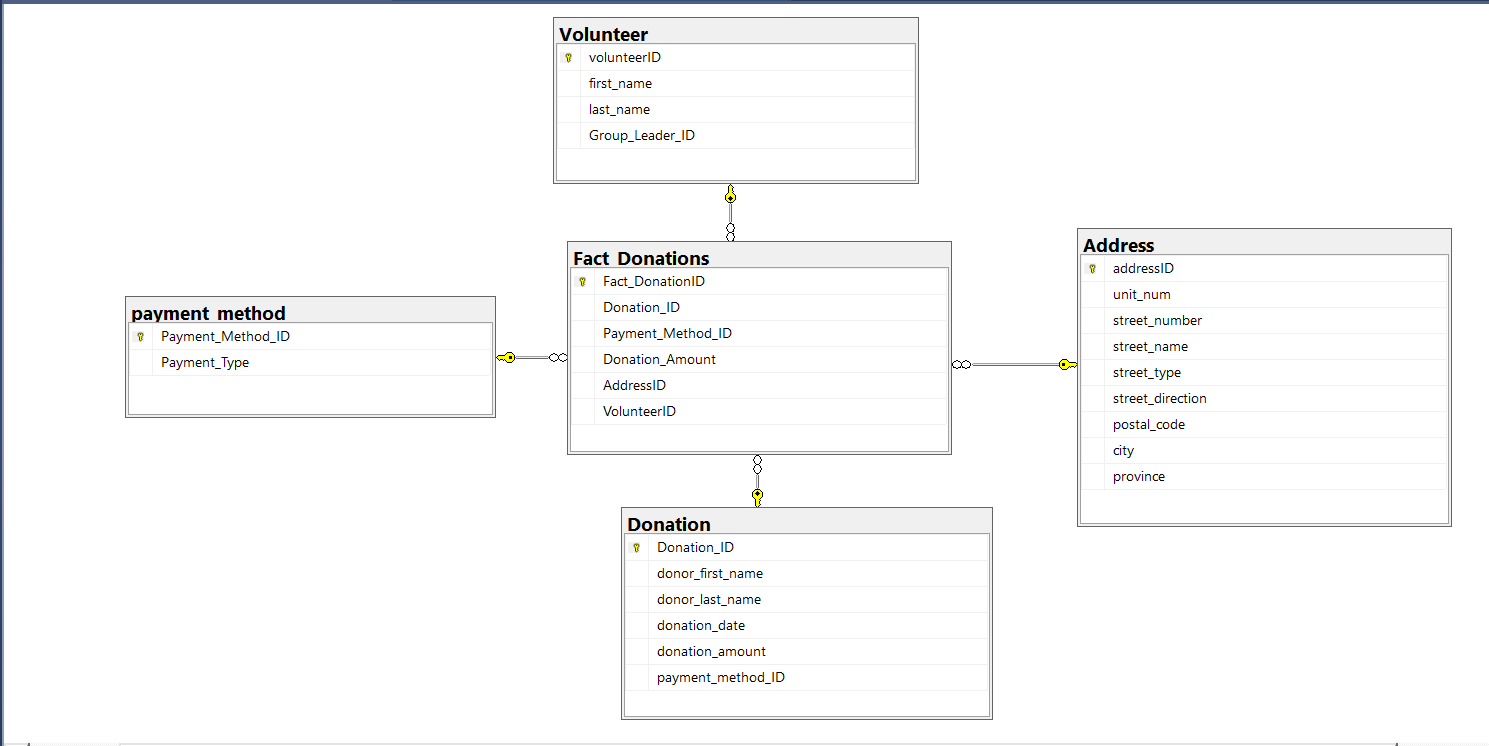 Volunteer
volunteerID
first_name
last_name
Group_Leader_ID
Fact_Donations
Fact_DonationID
Donation_ID
Payment_Method_ID
Donation_Amount
AddressID
VolunteerID
Address
addressID
unit_num
street_number
street_name
street_type
street_direction
postal_code
city
province
payment_method
Payment_Method_ID
Payment_Type
Donation
Donation_ID
donor_first_name
donor_last_name
donation_date
donation_amount
payment_method_ID